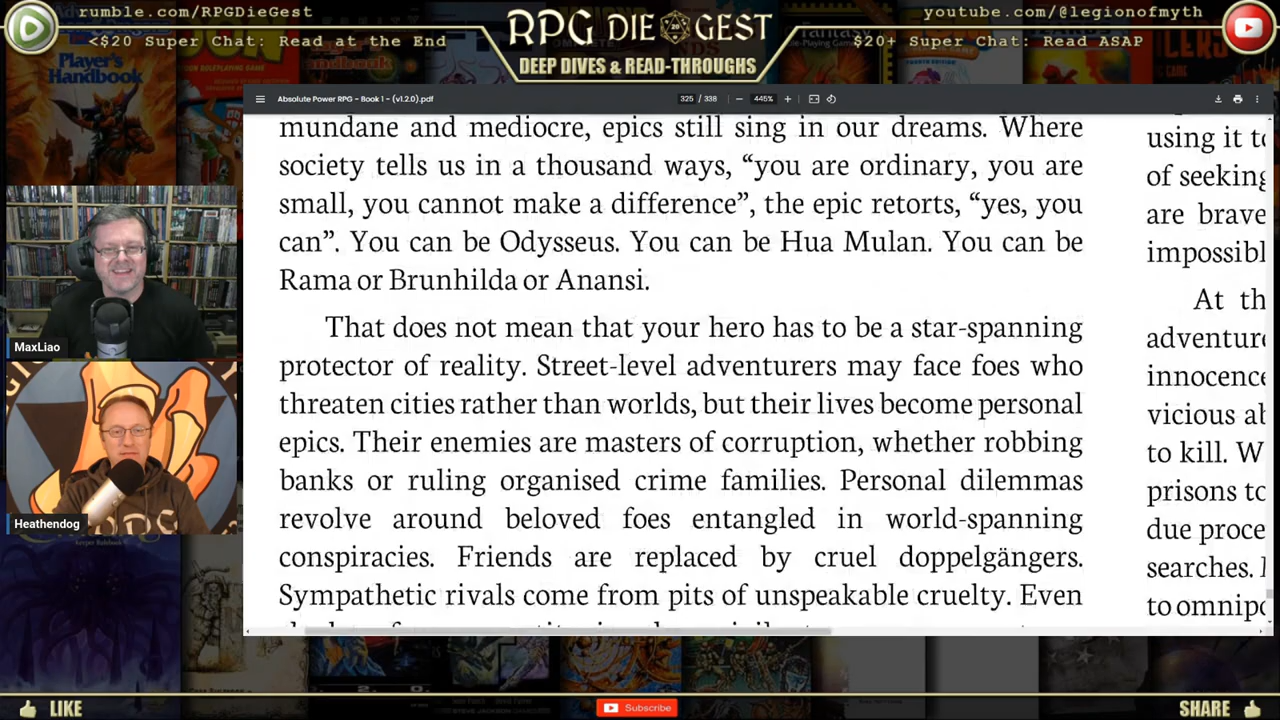 rumble.com/RPGDieGest
<$20 Super Chat: Read at the End
RPG DIE GEST
DEEP DIVES & READ-THROUGHS
youtube.com/@legionofmyth
$20+ Super Chat: Read ASAP
Player's
Handbook
Absolute Power RPG - Book 1 - (v1.2.0).pdf
325 / 338
445%
mundane and mediocre, epics still sing in our dreams. Where
society tells us in a thousand ways, “you are ordinary, you are
small, you cannot make a difference”, the epic retorts, “yes, you
can”. You can be Odysseus. You can be Hua Mulan. You can be
Rama or Brunhilda or Anansi.
That does not mean that your hero has to be a star-spanning
protector of reality. Street-level adventurers may face foes who
threaten cities rather than worlds, but their lives become personal
epics. Their enemies are masters of corruption, whether robbing
banks or ruling organised crime families. Personal dilemmas
revolve around beloved foes entangled in world-spanning
conspiracies. Friends are replaced by cruel doppelgängers.
Sympathetic rivals come from pits of unspeakable cruelty. Even
using it to
of seeking
are brave
impossibl
At th
adventure
innocence
vicious ab
to kill. W
prisons to
due proce
searches.
to omnipo
MaxLiao
Heathendog
LIKE
Subscribe
SHARE